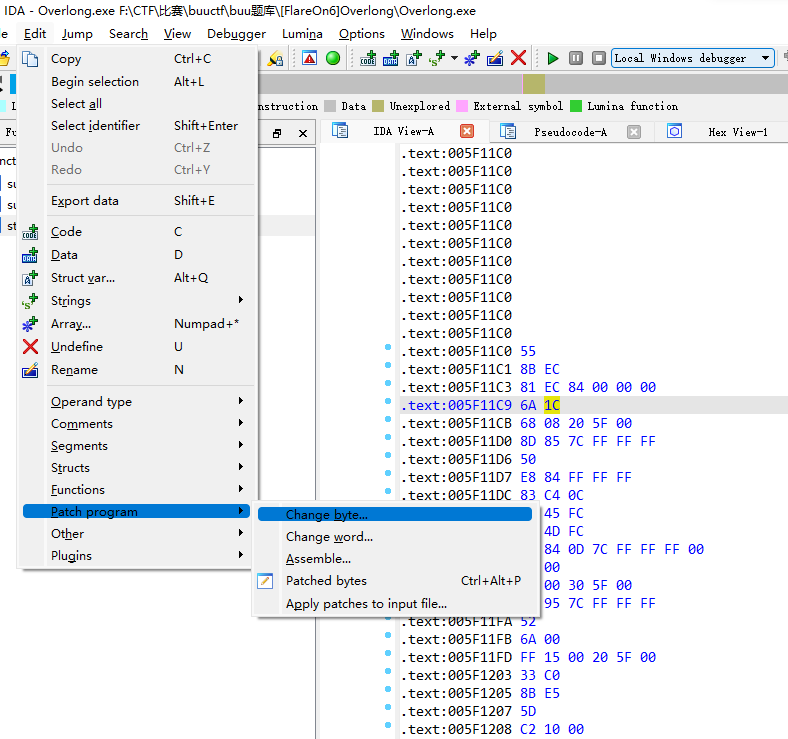 IDA - Overlong.exe F:\CTF\比赛\buuctf\buu题库\[FlareOn6]Overlong\Overlong.exe
e Edit Jump Search View Debugger Lumina Options Windows Help
Local Windows debugger
nstruction Data Unexplored External symbol Lumina function
Fu IDA View-A Pseudocode-A Hex View-1
nct
su
su
st
Copy Ctrl+C
Begin selection Alt+L
Select all
Select identifier Shift+Enter
Undo Ctrl+Z
Redo Ctrl+Y
Export data Shift+E
Code C
Data D
Struct var... Alt+Q
Strings
Array... Numpad+*
Undefine U
Rename N
Operand type
Comments
Segments
Structs
Functions
Patch program
Other
Plugins
Change byte...
Change word...
Assemble...
Patched bytes Ctrl+Alt+P
Apply patches to input file...
.text:005F11C0
.text:005F11C0
.text:005F11C0
.text:005F11C0
.text:005F11C0
.text:005F11C0
.text:005F11C0
.text:005F11C0
.text:005F11C0
.text:005F11C0
.text:005F11C0
.text:005F11C0 55
.text:005F11C1 8B EC
.text:005F11C3 81 EC 84 00 00 00
.text:005F11C9 6A 1C
.text:005F11CB 68 08 20 5F 00
.text:005F11D0 8D 85 7C FF FF FF
.text:005F11D6 50
.text:005F11D7 E8 84 FF FF FF
.text:005F11DC 83 C4 0C
45 FC
4D FC
84 0D 7C FF FF FF 00
00
00 30 5F 00
95 7C FF FF FF
.text:005F11FA 52
.text:005F11FB 6A 00
.text:005F11FD FF 15 00 20 5F 00
.text:005F1203 33 C0
.text:005F1205 8B E5
.text:005F1207 5D
.text:005F1208 C2 10 00